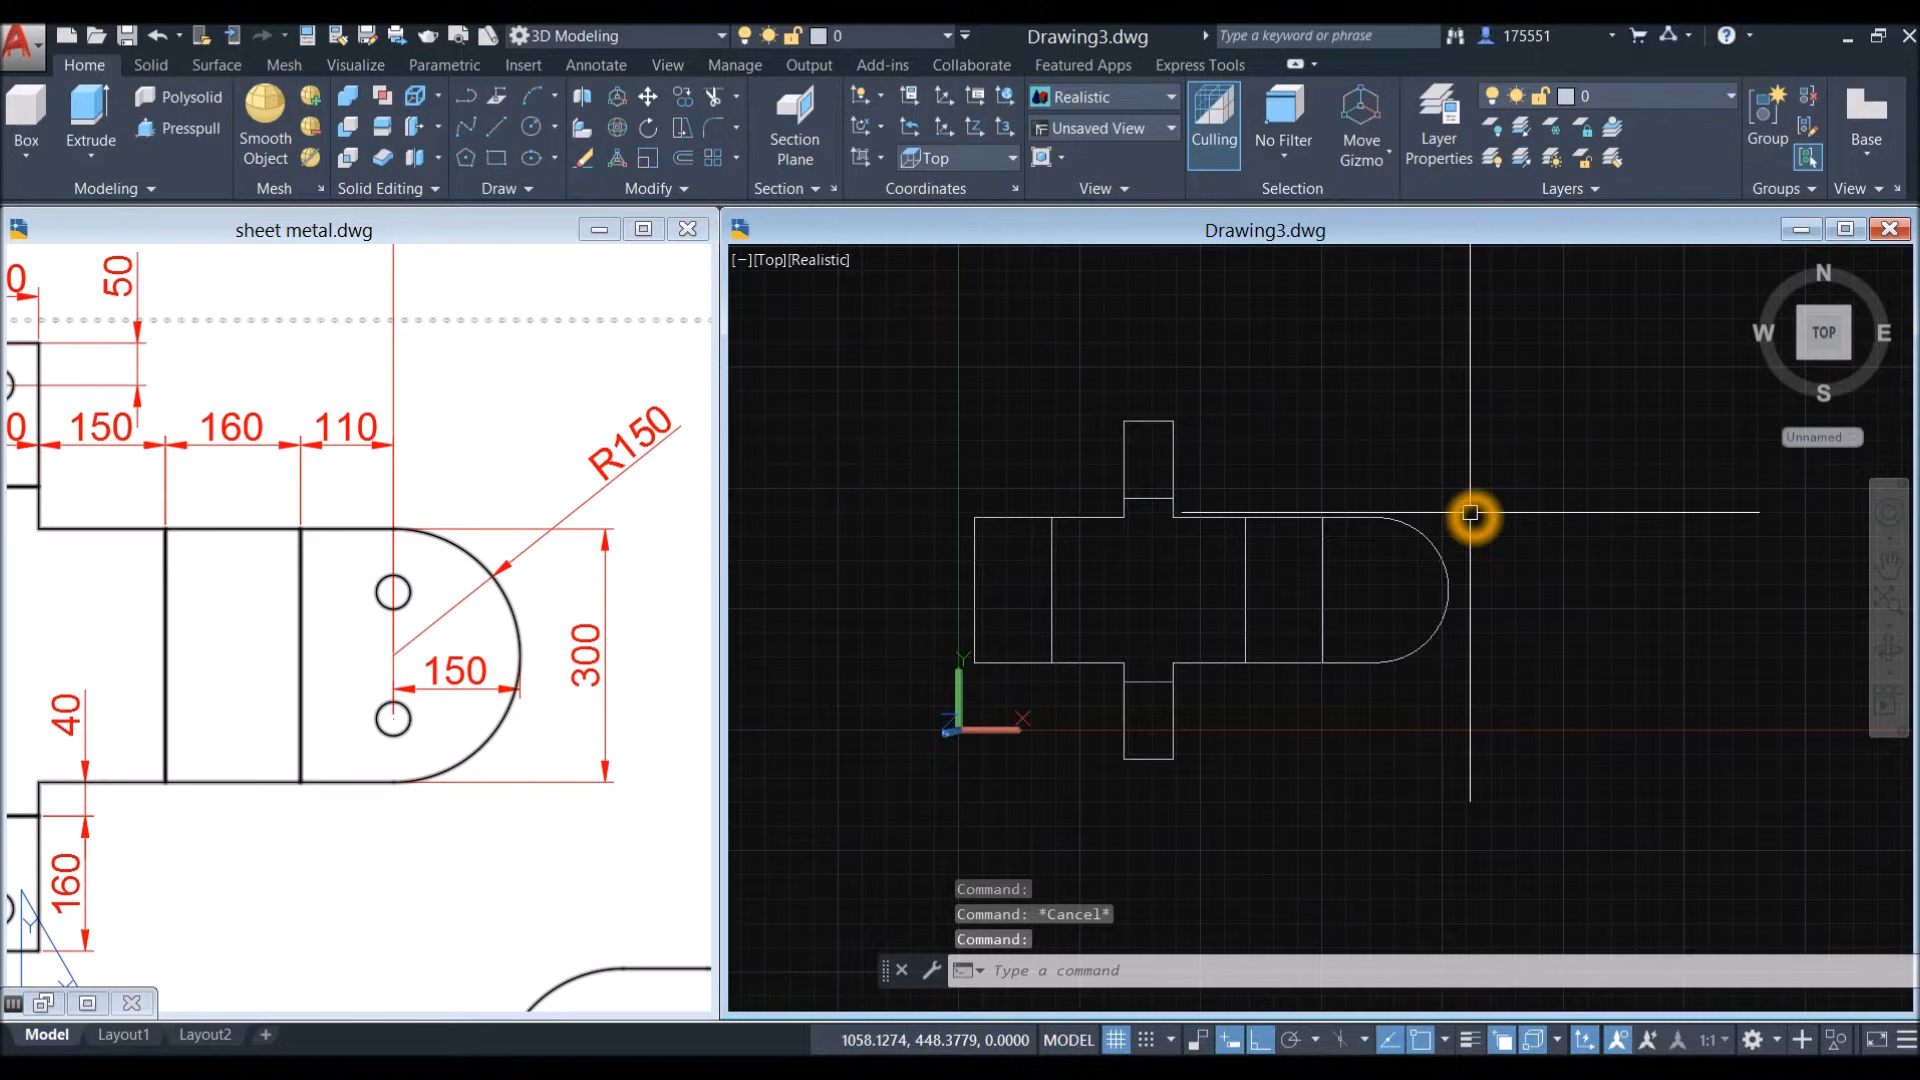 3D Modeling
0
Drawing3.dwg
Type a keyword or phrase
175551
Home
Solid
Surface
Mesh
Visualize
Parametric
Insert
Annotate
View
Manage
Output
Add-ins
Collaborate
Featured Apps
Express Tools
Box
Extrude
Polysolid
Presspull
Smooth
Object
Section
Plane
Top
Realistic
Unsaved View
Culling
No Filter
Move
Gizmo
Layer
Properties
0
Group
Base
Modeling
Mesh
Solid Editing
Draw
Modify
Section
Coordinates
View
Selection
Layers
Groups
View
sheet metal.dwg
Drawing3.dwg
[−][Top][Realistic]
0
50
0
150
160
110
R150
150
300
40
160
Y
N
W
TOP
E
S
Unnamed
Y
X
Z
Command:
Command: *Cancel*
Command:
Type a command
Model
Layout1
Layout2
+
1058.1274, 448.3779, 0.0000
MODEL
1:1